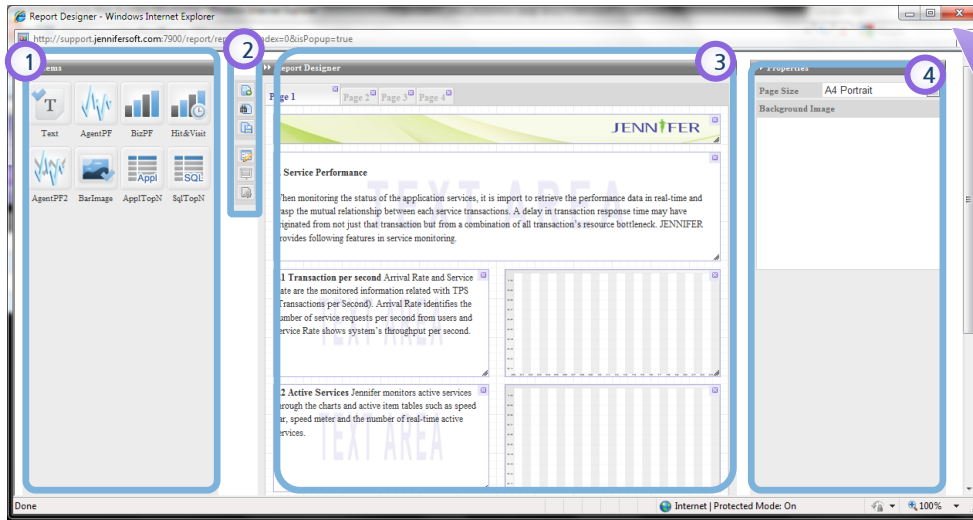 Report Designer - Windows Internet Explorer
http://support.jennifersoft.com:7900/report/rep
ndex=0&isPopup=true
1
2
3
4
ems
Report Designer
Properties
Page 1
Page 2
Page 3
Page 4
Page Size
A4 Portrait
Background Image
T
Text
AgentPF
BizPF
Hit&Visit
Appl
SQL
AgentPF2
BarImage
ApplTopN
SqlTopN
JENNIFER
. Service Performance
hen monitoring the status of the application services, it is import to retrieve the performance data in real-time and
asp the mutual relationship between each service transactions. A delay in transaction response time may have
riginated from not just that transaction but from a combination of all transaction's resource bottleneck. JENNIFER
rovides following features in service monitoring.
TEXT AREA
.1 Transaction per second Arrival Rate and Service
ate are the monitored information related with TPS
Transactions per Second). Arrival Rate identifies the
umber of service requests per second from users and
ervice Rate shows system's throughput per second.
TEXT AREA
.2 Active Services Jennifer monitors active services
hrough the charts and active item tables such as speed
ar, speed meter and the number of real-time active
ervices.
TEXT AREA
Done
Internet | Protected Mode: On
100%